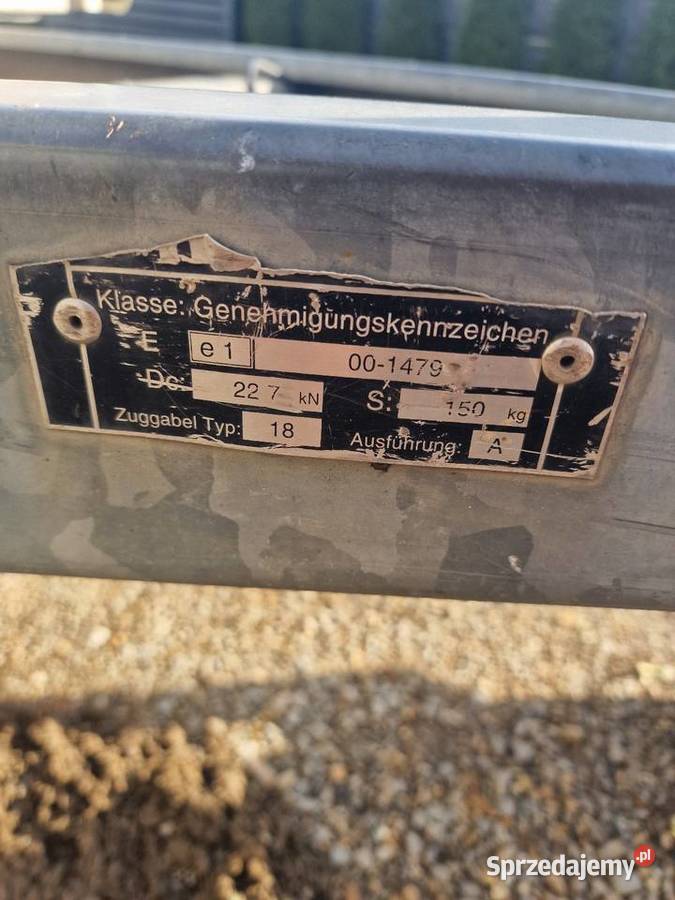 Klasse: Genehmigungskennzeichen
E e1 00-1479
Dc: 22 7 kN S: 150 kg
Zuggabel Typ: 18 Ausführung: A
Sprzedajemy.pl